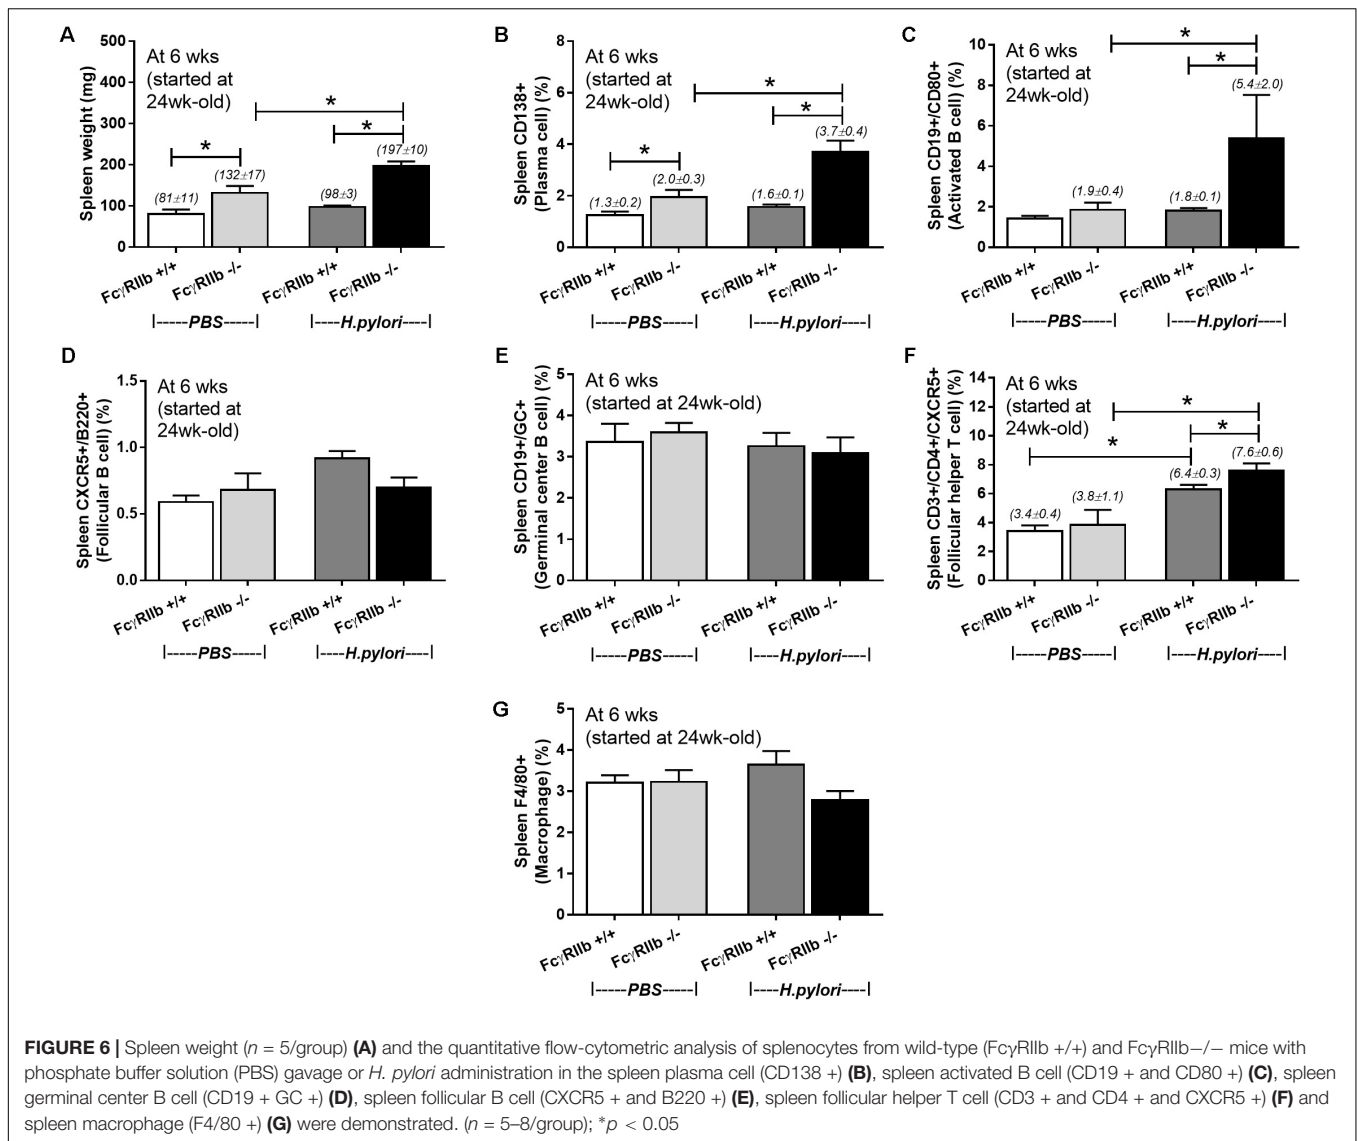 A
Spleen weight (mg)
500
400
300
200
100
0
At 6 wks
(started at
24wk-old)
*
*
*
(81±11)
(132±17)
(98±3)
(197±10)
FcγRIIb +/+
FcγRIIb -/-
FcγRIIb +/+
FcγRIIb -/-
|-----PBS-----|
|----H.pylori----|
B
Spleen CD138+
(Plasma cell) (%)
8
6
4
2
0
At 6 wks
(started at
24wk-old)
*
*
*
(1.3±0.2)
(2.0±0.3)
(1.6±0.1)
(3.7±0.4)
FcγRIIb +/+
FcγRIIb -/-
FcγRIIb +/+
FcγRIIb -/-
|-----PBS-----|
|----H.pylori----|
C
Spleen CD19+/CD80+
(Activated B cell) (%)
10
8
6
4
2
0
At 6 wks
(started at
24wk-old)
*
*
(1.9±0.4)
(1.8±0.1)
(5.4±2.0)
FcγRIIb +/+
FcγRIIb -/-
FcγRIIb +/+
FcγRIIb -/-
|-----PBS-----|
|----H.pylori----|
D
Spleen CXCR5+/B220+
(Follicular B cell) (%)
1.5
1.0
0.5
0.0
At 6 wks
(started at
24wk-old)
FcγRIIb +/+
FcγRIIb -/-
FcγRIIb +/+
FcγRIIb -/-
|-----PBS-----|
|----H.pylori----|
E
Spleen CD19+/GC+
(Germinal center B cell) (%)
5
4
3
2
1
0
At 6 wks
(started at 24wk-old)
FcγRIIb +/+
FcγRIIb -/-
FcγRIIb +/+
FcγRIIb -/-
|-----PBS-----|
|----H.pylori----|
F
Spleen CD3+/CD4+/CXCR5+
(Follicular helper T cell) (%)
14
12
10
8
6
4
2
0
At 6 wks
(started at
24wk-old)
*
*
*
(3.4±0.4)
(3.8±1.1)
(6.4±0.3)
(7.6±0.6)
FcγRIIb +/+
FcγRIIb -/-
FcγRIIb +/+
FcγRIIb -/-
|-----PBS-----|
|----H.pylori----|
G
Spleen F4/80+
(Macrophage) (%)
5
4
3
2
1
0
At 6 wks
(started at 24wk-old)
FcγRIIb +/+
FcγRIIb -/-
FcγRIIb +/+
FcγRIIb -/-
|-----PBS-----|
|----H.pylori----|
FIGURE 6 | Spleen weight (n = 5/group) (A) and the quantitative flow-cytometric analysis of splenocytes from wild-type (FcγRIIb +/+) and FcγRIIb−/− mice with
phosphate buffer solution (PBS) gavage or H. pylori administration in the spleen plasma cell (CD138 +) (B), spleen activated B cell (CD19 + and CD80 +) (C), spleen
germinal center B cell (CD19 + GC +) (D), spleen follicular B cell (CXCR5 + and B220 +) (E), spleen follicular helper T cell (CD3 + and CD4 + and CXCR5 +) (F) and
spleen macrophage (F4/80 +) (G) were demonstrated. (n = 5–8/group); *p < 0.05